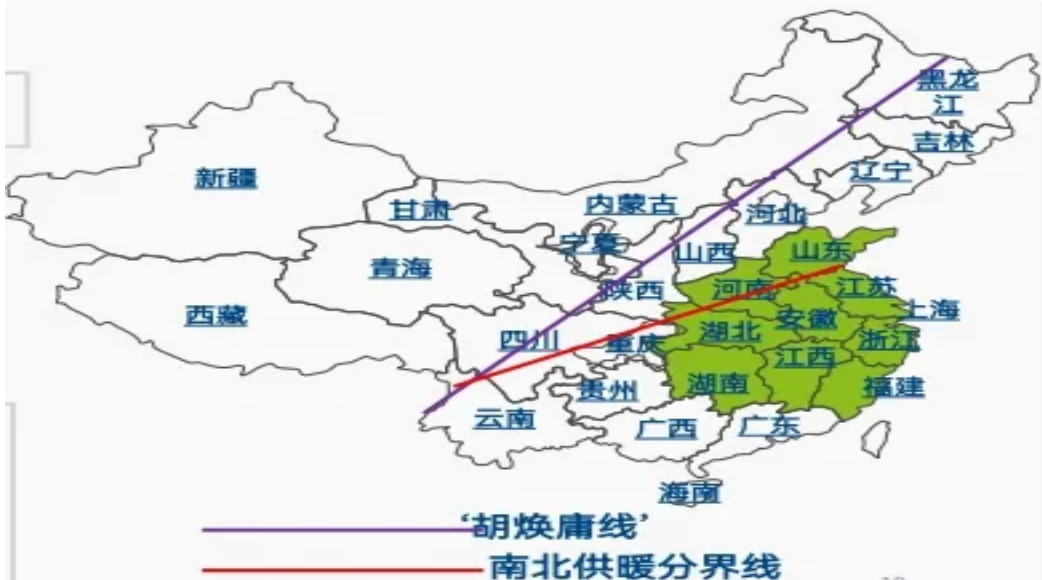 黑龙
江
吉林
辽宁
新疆
甘肃
内蒙古
河北
宁夏
山西
山东
青海
陕西
河南
江苏
西藏
四川
重庆
湖北
安徽
上海
浙江
江西
贵州
湖南
福建
云南
广西
广东
海南
‘胡焕庸线’
南北供暖分界线